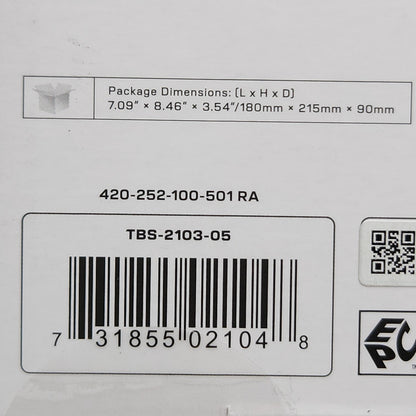 Package Dimensions: (L x H x D)
7.09" × 8.46" × 3.54"/180mm × 215mm × 90mm
420-252-100-501 RA
TBS-2103-05
7 31855 02104 8